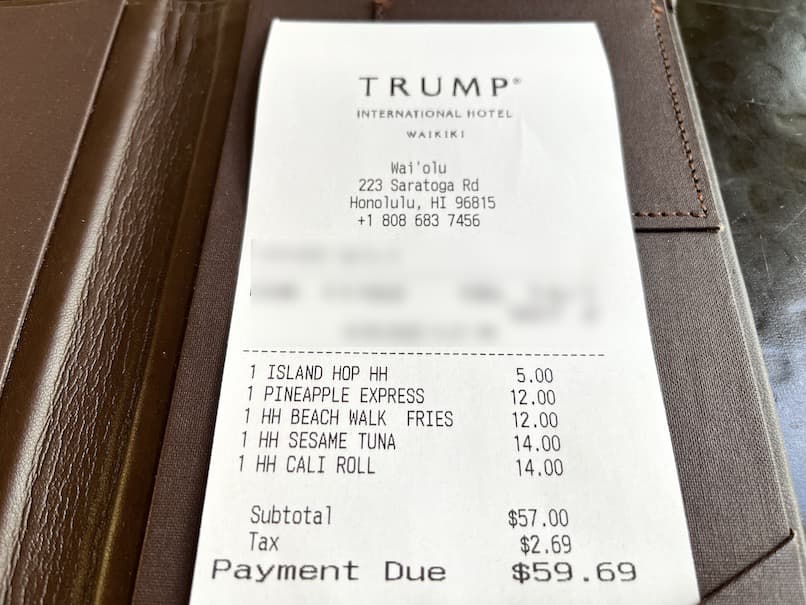 TRUMP®
INTERNATIONAL HOTEL
WAIKIKI
Wai'olu
223 Saratoga Rd
Honolulu, HI 96815
+1 808 683 7456
1 ISLAND HOP HH 5.00
1 PINEAPPLE EXPRESS 12.00
1 HH BEACH WALK FRIES 12.00
1 HH SESAME TUNA 14.00
1 HH CALI ROLL 14.00
Subtotal $57.00
Tax $2.69
Payment Due $59.69